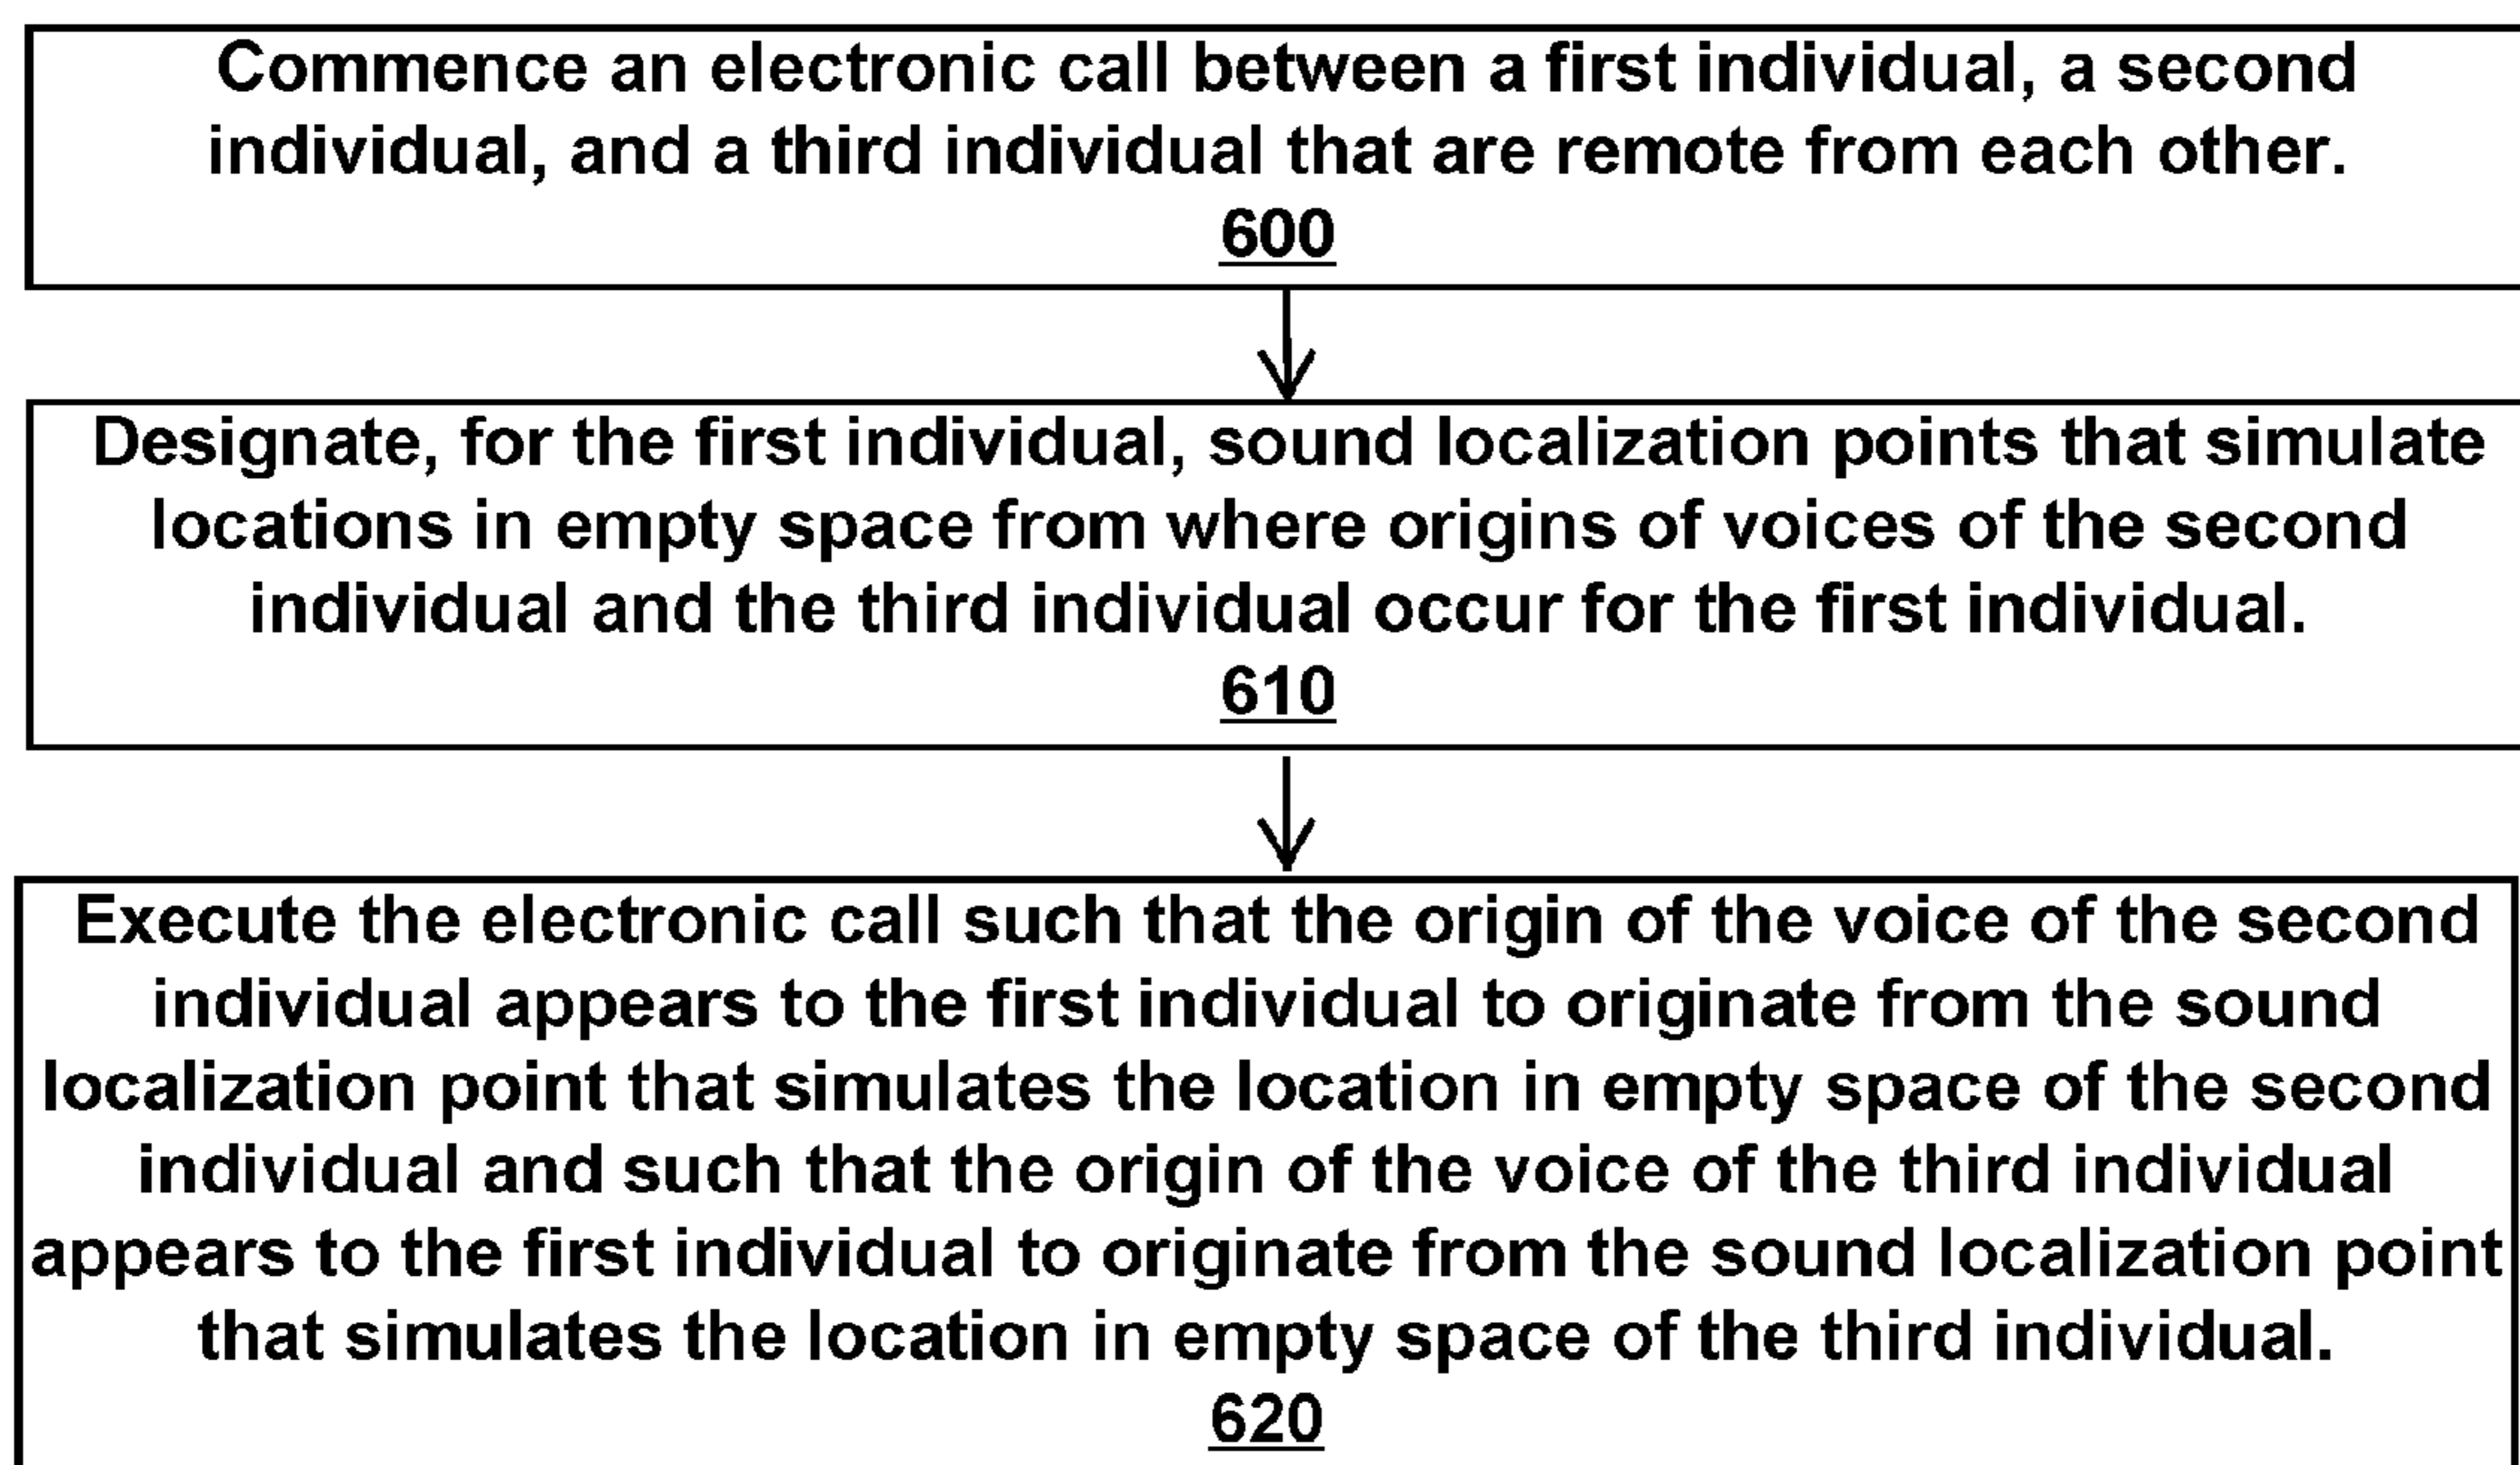 Commence an electronic call between a first individual, a second
individual, and a third individual that are remote from each other.
600
Designate, for the first individual, sound localization points that simulate
locations in empty space from where origins of voices of the second
individual and the third individual occur for the first individual.
610
Execute the electronic call such that the origin of the voice of the second
individual appears to the first individual to originate from the sound
localization point that simulates the location in empty space of the second
individual and such that the origin of the voice of the third individual
appears to the first individual to originate from the sound localization point
that simulates the location in empty space of the third individual.
620